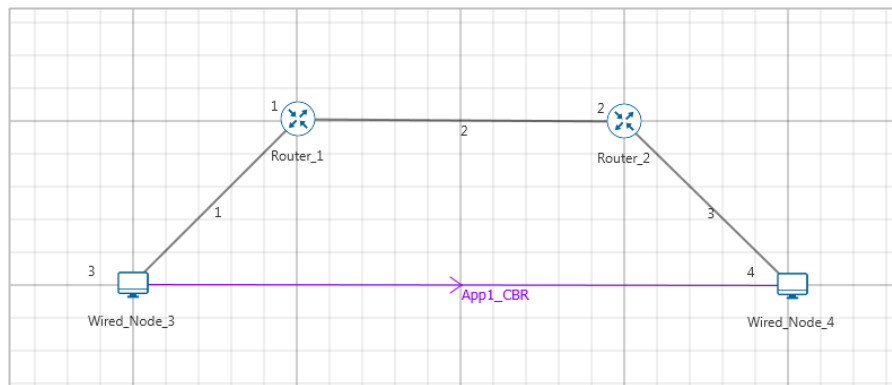 1
2
2
Router_1
Router_2
1
3
3
4
App1_CBR
Wired_Node_3
Wired_Node_4